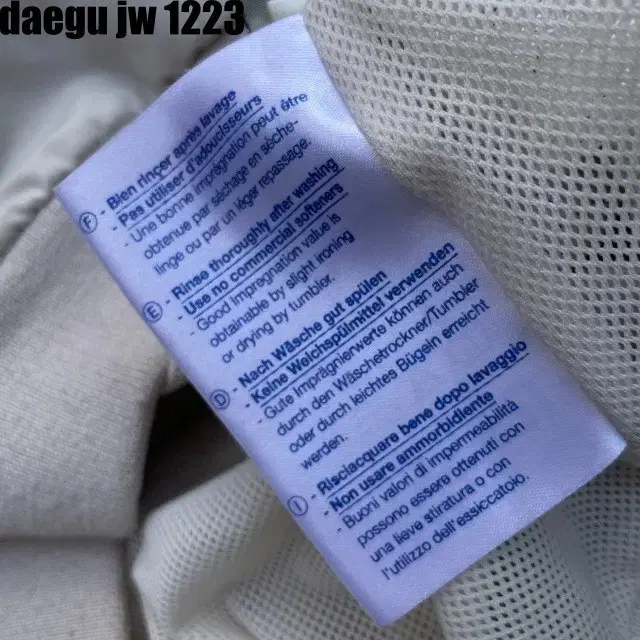 daegu jw 1223
F - Bien rinçer après lavage
- Pas utiliser d'adoucisseurs
- Une bonne imprégnation peut être
obtenue par séchage en sèche-
linge ou par un léger repassage.
E - Rinse thoroughly after washing
- Use no commercial softeners
- Good impregnation value is
obtainable by slight ironing
or drying by tumbler.
D - Nach Wäsche gut spülen
- Keine Weichspülmittel verwenden
- Gute Imprägnierwerte können auch
durch den Wäschetrockner/Tumbler
oder durch leichtes Bügeln erreicht
werden.
I - Risciacquare bene dopo lavaggio
- Non usare ammorbidiente
- Buoni valori di impermeabilità
possono essere ottenuti con
una lieve stiratura o con
l'utilizzo dell'essiccatoio.